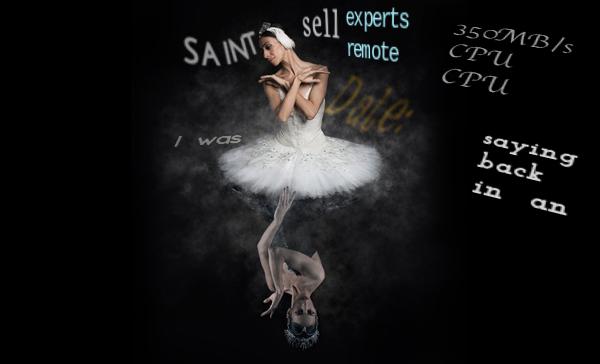 SAINT
sell
experts
remote
350MB/s
CPU
CPU
Date:
I was
saying
back
in an